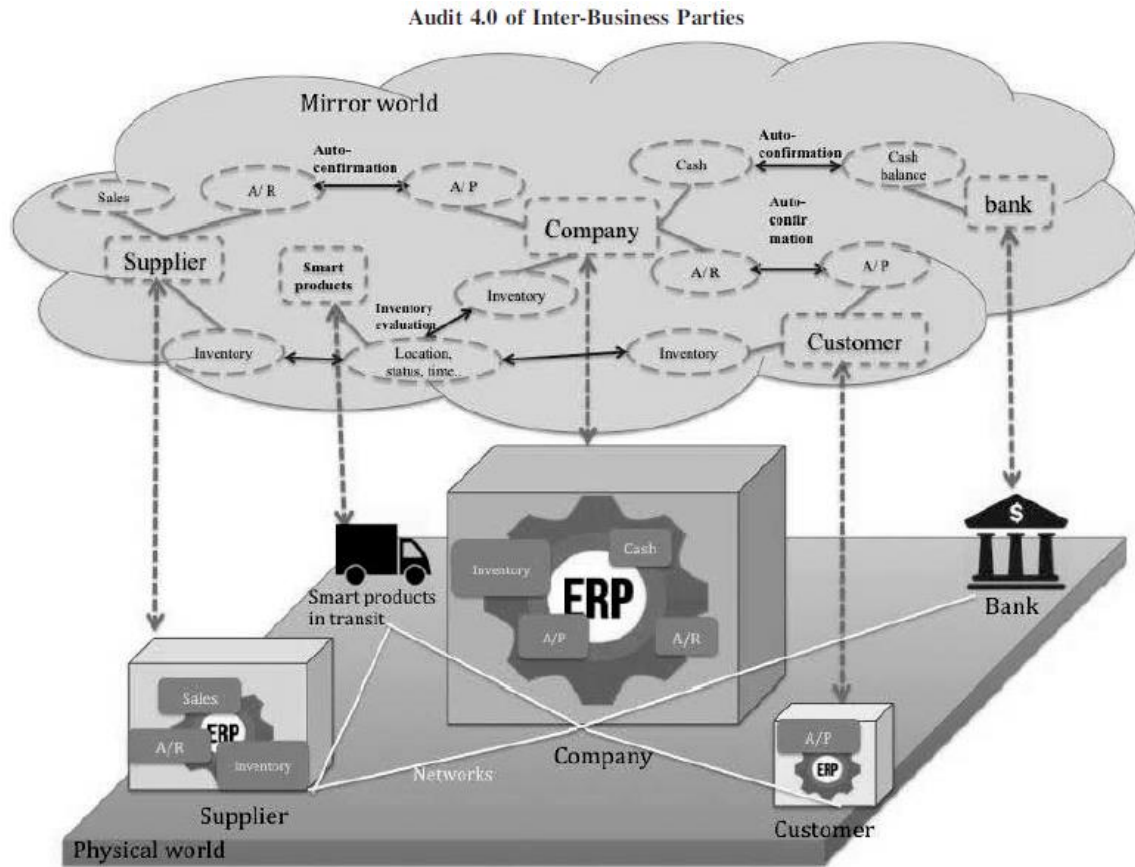 Audit 4.0 of Inter-Business Parties
Mirror world
Auto-
confirmation
Auto-
confirmation
Sales
A/ R
A/ P
Cash
Cash
balance
bank
Company
Auto-
confir
mation
Supplier
Smart
products
A/ R
A/ P
Inventory
Inventory
evaluation
Inventory
Location,
status, time..
Inventory
Customer
$
Cash
Inventory
ERP
A/P
A/R
Smart products
in transit
Bank
Sales
ERP
A/R
Inventory
A/P
ERP
Company
Networks
Supplier
Customer
Physical world